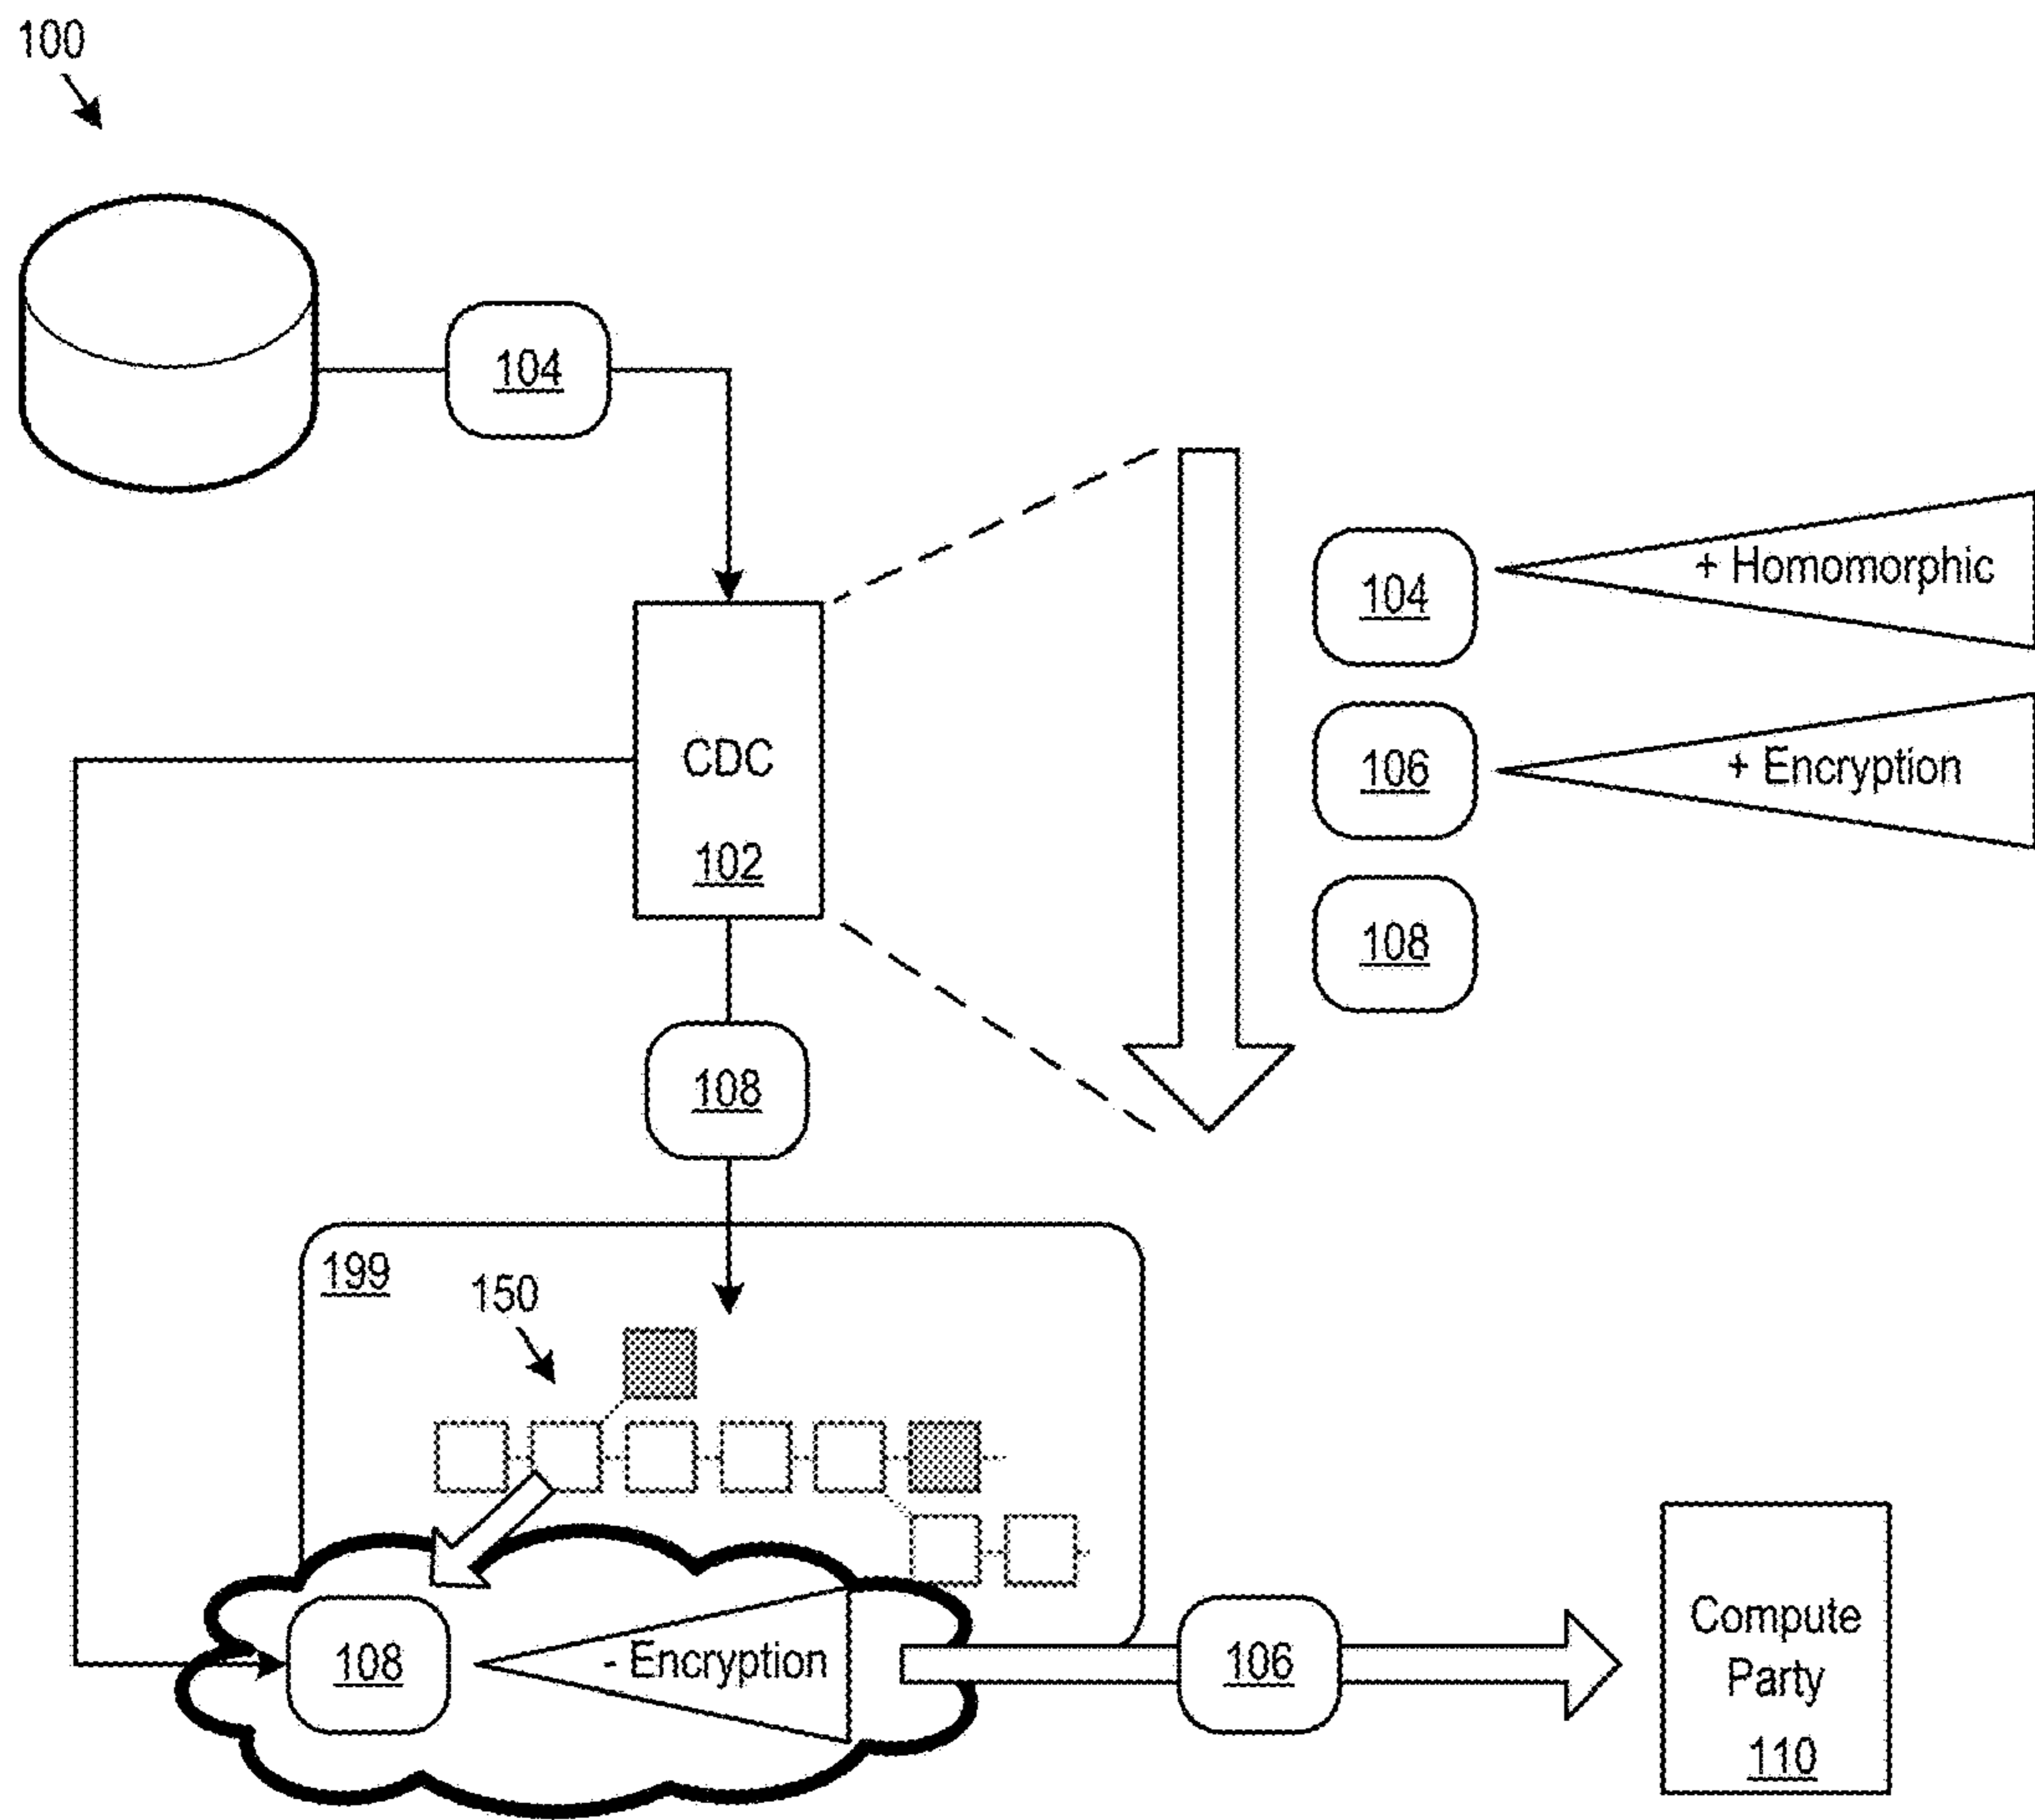 100
104
104
+ Homomorphic
CDC
102
106
+ Encryption
108
108
199
150
108
- Encryption
106
Compute
Party
110